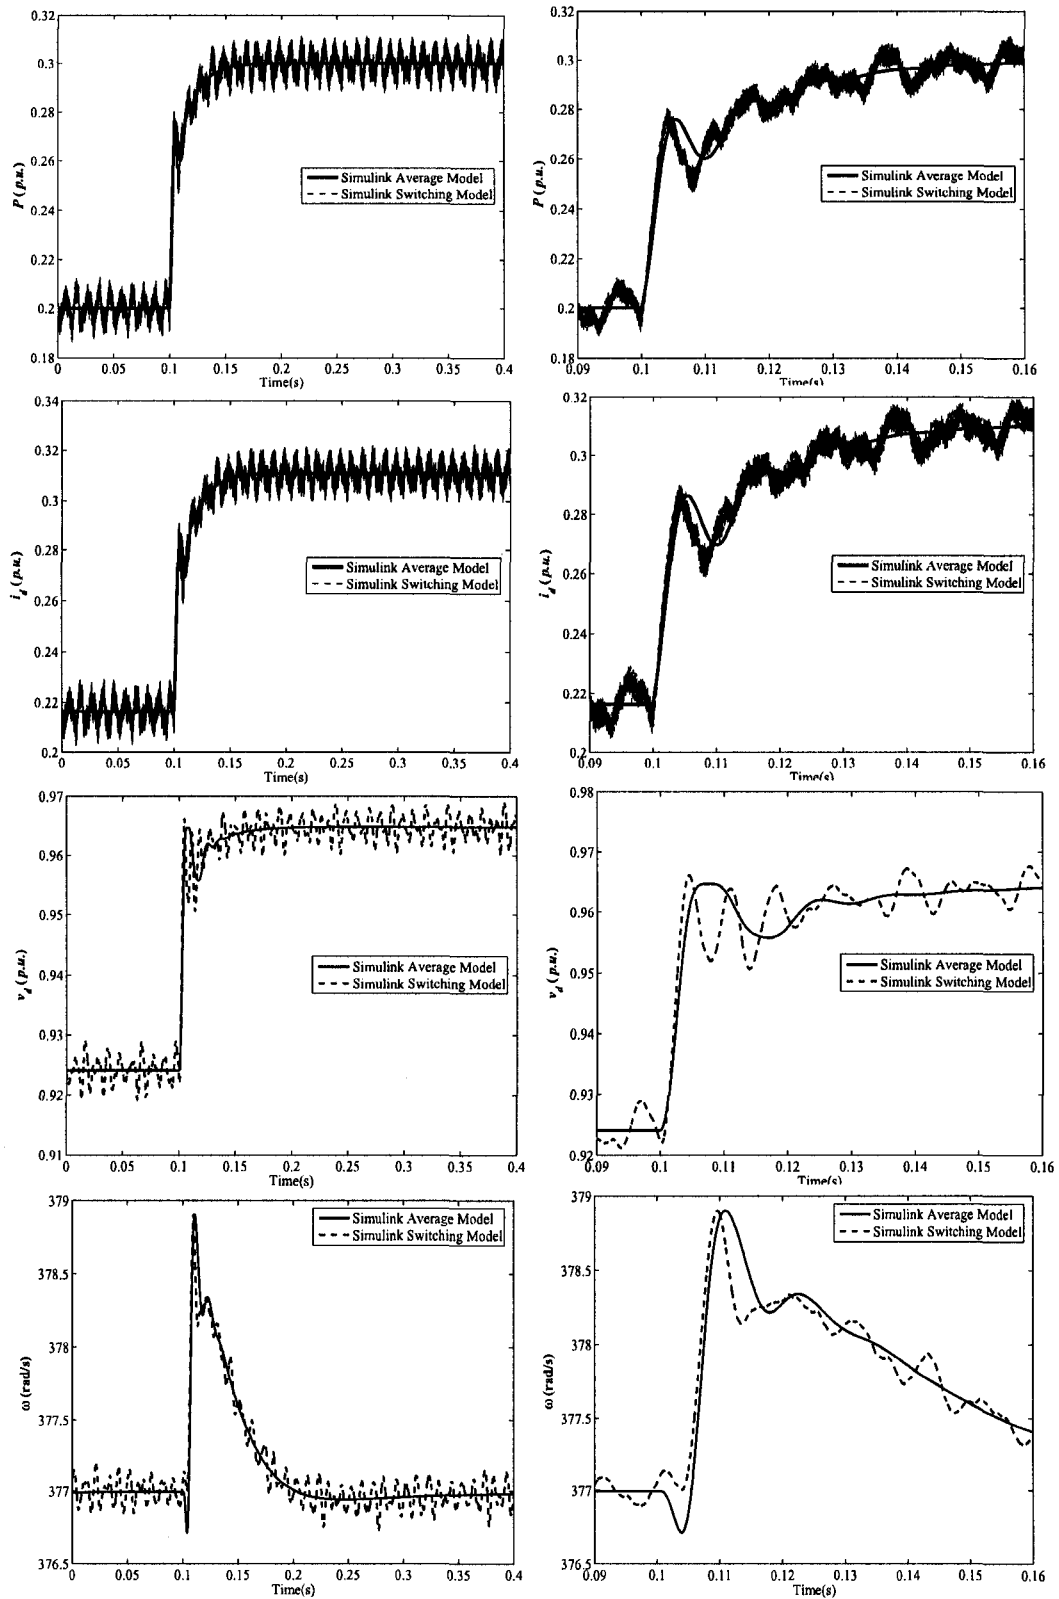 0.32
0.3
0.28
0.26
0.24
0.22
0.2
0.18
P (p.u.)
Simulink Average Model
Simulink Switching Model
0 0.05 0.1 0.15 0.2 0.25 0.3 0.35 0.4
Time(s)
0.32
0.3
0.28
0.26
0.24
0.22
0.2
0.18
P (p.u.)
Simulink Average Model
Simulink Switching Model
0.09 0.1 0.11 0.12 0.13 0.14 0.15 0.16
Time(s)
0.34
0.32
0.3
0.28
0.26
0.24
0.22
0.2
i_d (p.u.)
Simulink Average Model
Simulink Switching Model
0 0.05 0.1 0.15 0.2 0.25 0.3 0.35 0.4
Time(s)
0.32
0.3
0.28
0.26
0.24
0.22
0.2
i_d (p.u.)
Simulink Average Model
Simulink Switching Model
0.09 0.1 0.11 0.12 0.13 0.14 0.15 0.16
Time(s)
0.97
0.96
0.95
0.94
0.93
0.92
0.91
v_d (p.u.)
Simulink Average Model
Simulink Switching Model
0 0.05 0.1 0.15 0.2 0.25 0.3 0.35 0.4
Time(s)
0.98
0.97
0.96
0.95
0.94
0.93
0.92
v_d (p.u.)
Simulink Average Model
Simulink Switching Model
0.09 0.1 0.11 0.12 0.13 0.14 0.15 0.16
Time(s)
379
378.5
378
377.5
377
376.5
ω (rad/s)
Simulink Average Model
Simulink Switching Model
0 0.05 0.1 0.15 0.2 0.25 0.3 0.35 0.4
Time(s)
379
378.5
378
377.5
377
376.5
ω (rad/s)
Simulink Average Model
Simulink Switching Model
0.09 0.1 0.11 0.12 0.13 0.14 0.15 0.16
Time(s)